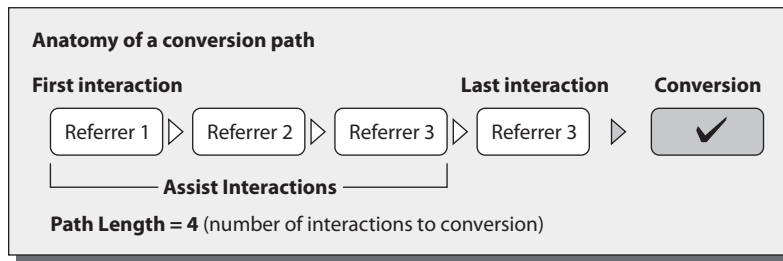 Anatomy of a conversion path
First interaction Last interaction Conversion
Referrer 1 Referrer 2 Referrer 3 Referrer 3
Assist Interactions
Path Length = 4 (number of interactions to conversion)